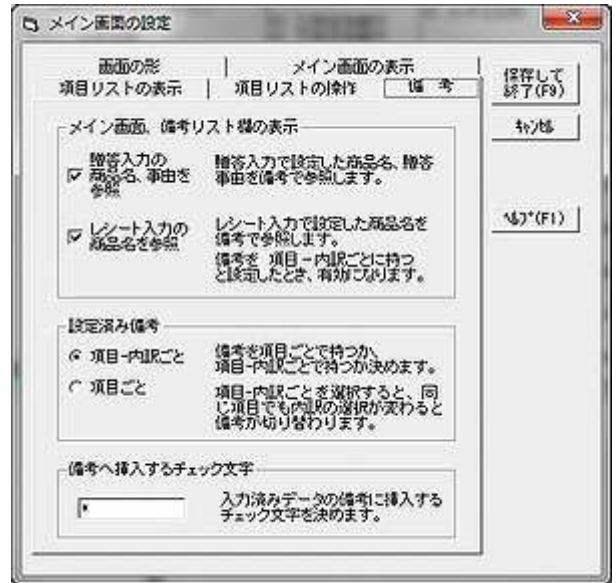 メイン画面の設定
画面の形
メイン画面の表示
項目リストの表示
項目リストの操作
備 考
保存して
終了(F9)
キャンセル
ヘルプ(F1)
メイン画面、備考リスト欄の表示
贈答入力の
商品名、事由を
参照
贈答入力で設定した商品名、贈答
事由を備考で参照します。
レシート入力の
商品名を参照
レシート入力で設定した商品名を
備考で参照します。
備考を 項目-内訳ごとに持つ
と設定したとき、有効になります。
設定済み備考
項目-内訳ごと
項目ごと
備考を項目ごとで持つか、
項目-内訳ごとで持つか決めます。
項目-内訳ごとを選択すると、同
じ項目でも内訳の選択が変わると
備考が切り替わります。
備考へ挿入するチェック文字
入力済みデータの備考に挿入する
チェック文字を決めます。